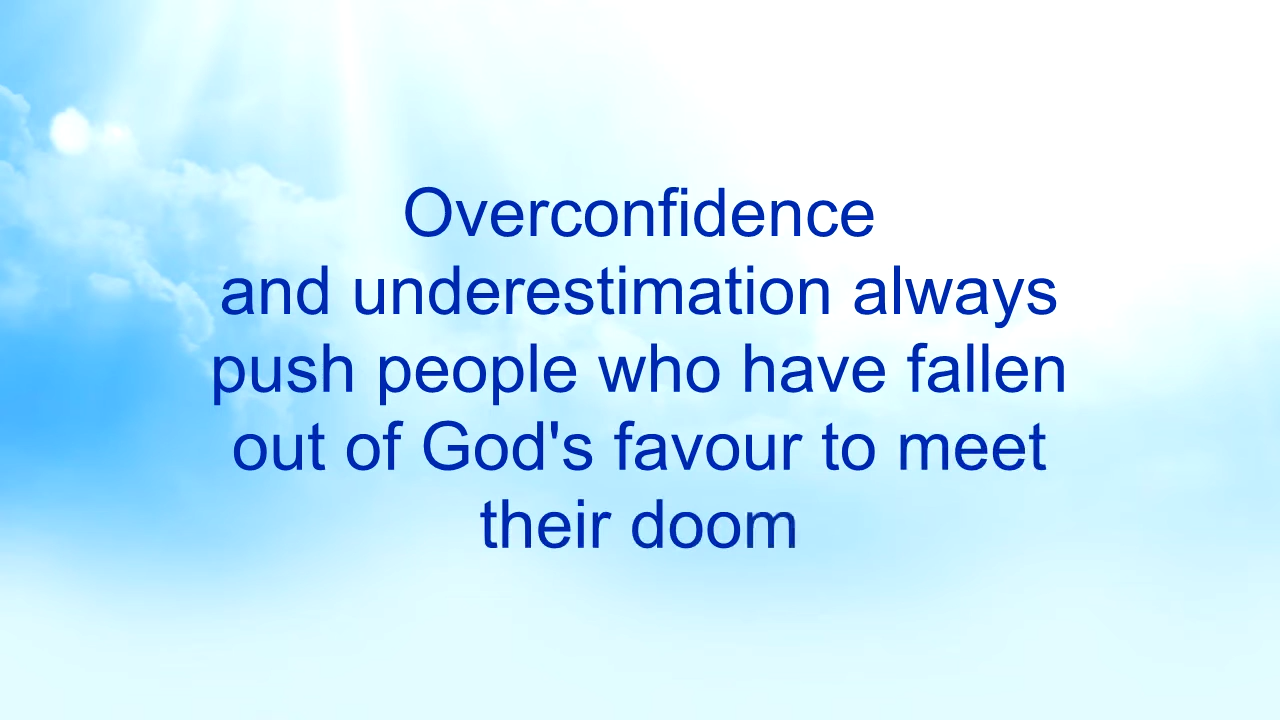 Overconfidence
and underestimation always
push people who have fallen
out of God's favour to meet
their doom